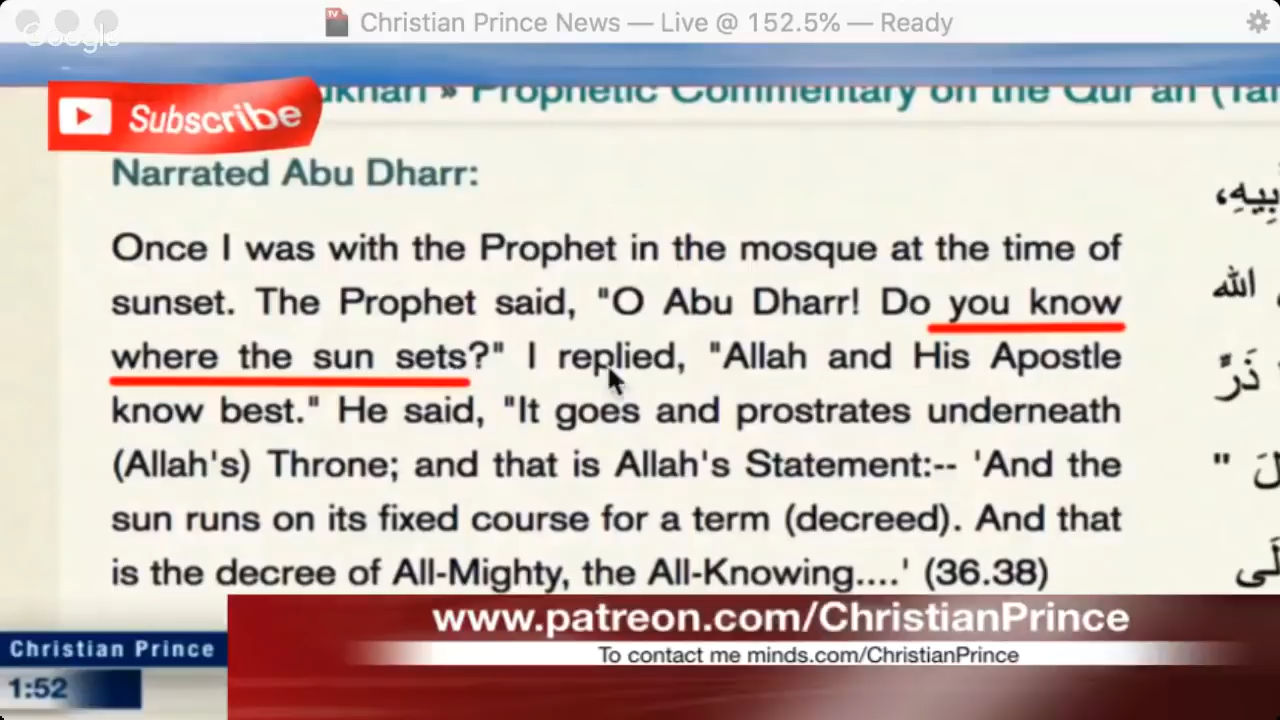 Christian Prince News — Live @ 152.5% — Ready
Google
Subscribe
» Prophetic Commentary on the Qur'an
Narrated Abu Dharr:
Once I was with the Prophet in the mosque at the time of
sunset. The Prophet said, "O Abu Dharr! Do you know
where the sun sets?" I replied, "Allah and His Apostle
know best." He said, "It goes and prostrates underneath
(Allah's) Throne; and that is Allah's Statement:-- 'And the
sun runs on its fixed course for a term (decreed). And that
is the decree of All-Mighty, the All-Knowing....' (36.38)
الله
ذَرٍّ
www.patreon.com/ChristianPrince
To contact me minds.com/ChristianPrince
Christian Prince
1:52